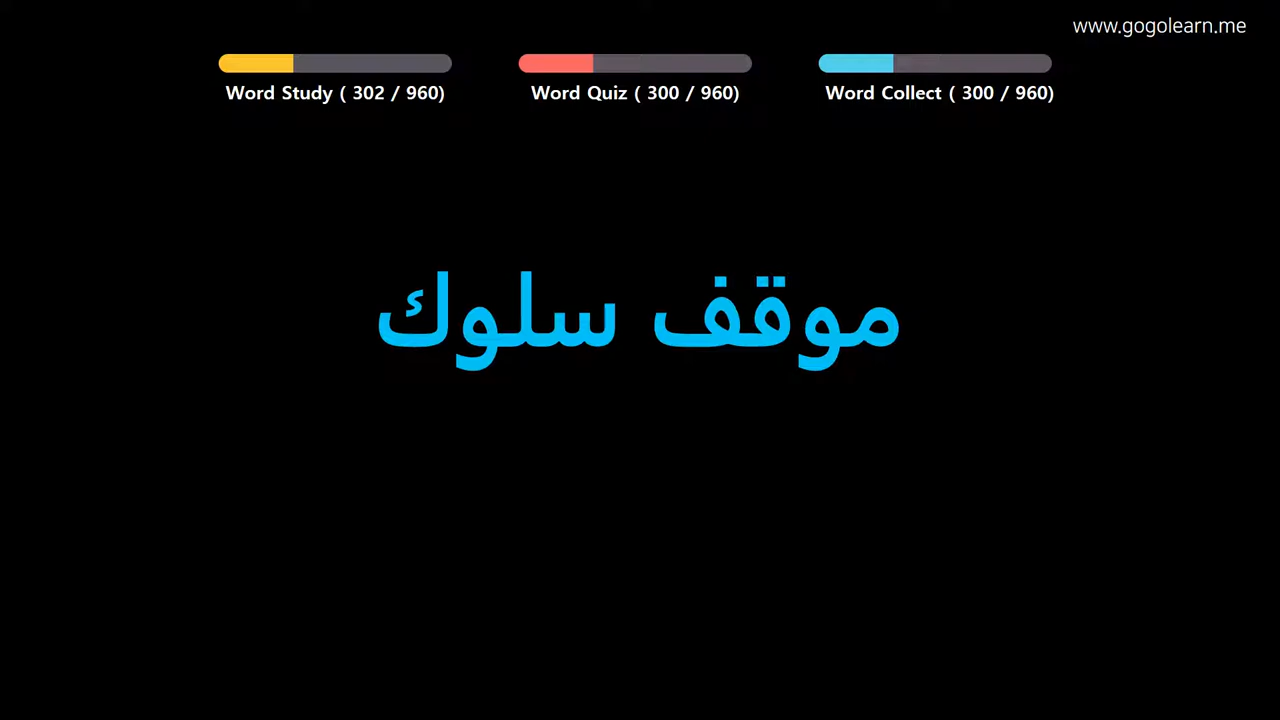 www.gogolearn.me
Word Study ( 302 / 960)
Word Quiz ( 300 / 960)
Word Collect ( 300 / 960)
موقف سلوك